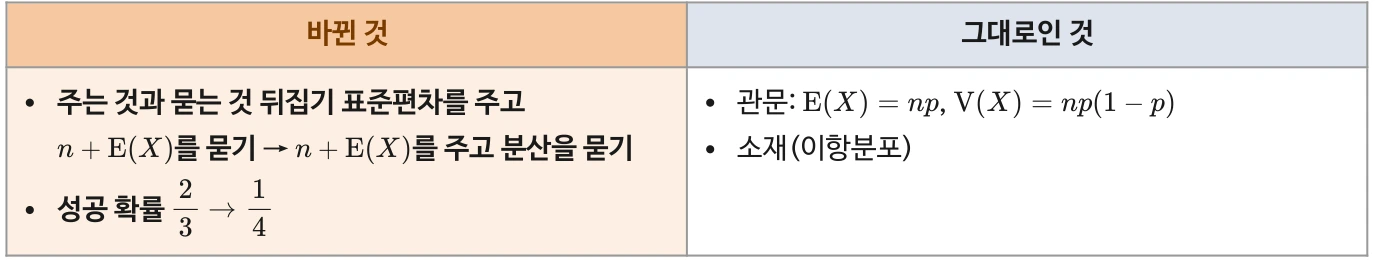 바뀐 것
그대로인 것
• 주는 것과 묻는 것 뒤집기 표준편차를 주고
n + E(X)를 묻기 → n + E(X)를 주고 분산을 묻기
• 성공 확률 2/3 → 1/4
• 관문: E(X) = np, V(X) = np(1 − p)
• 소재(이항분포)